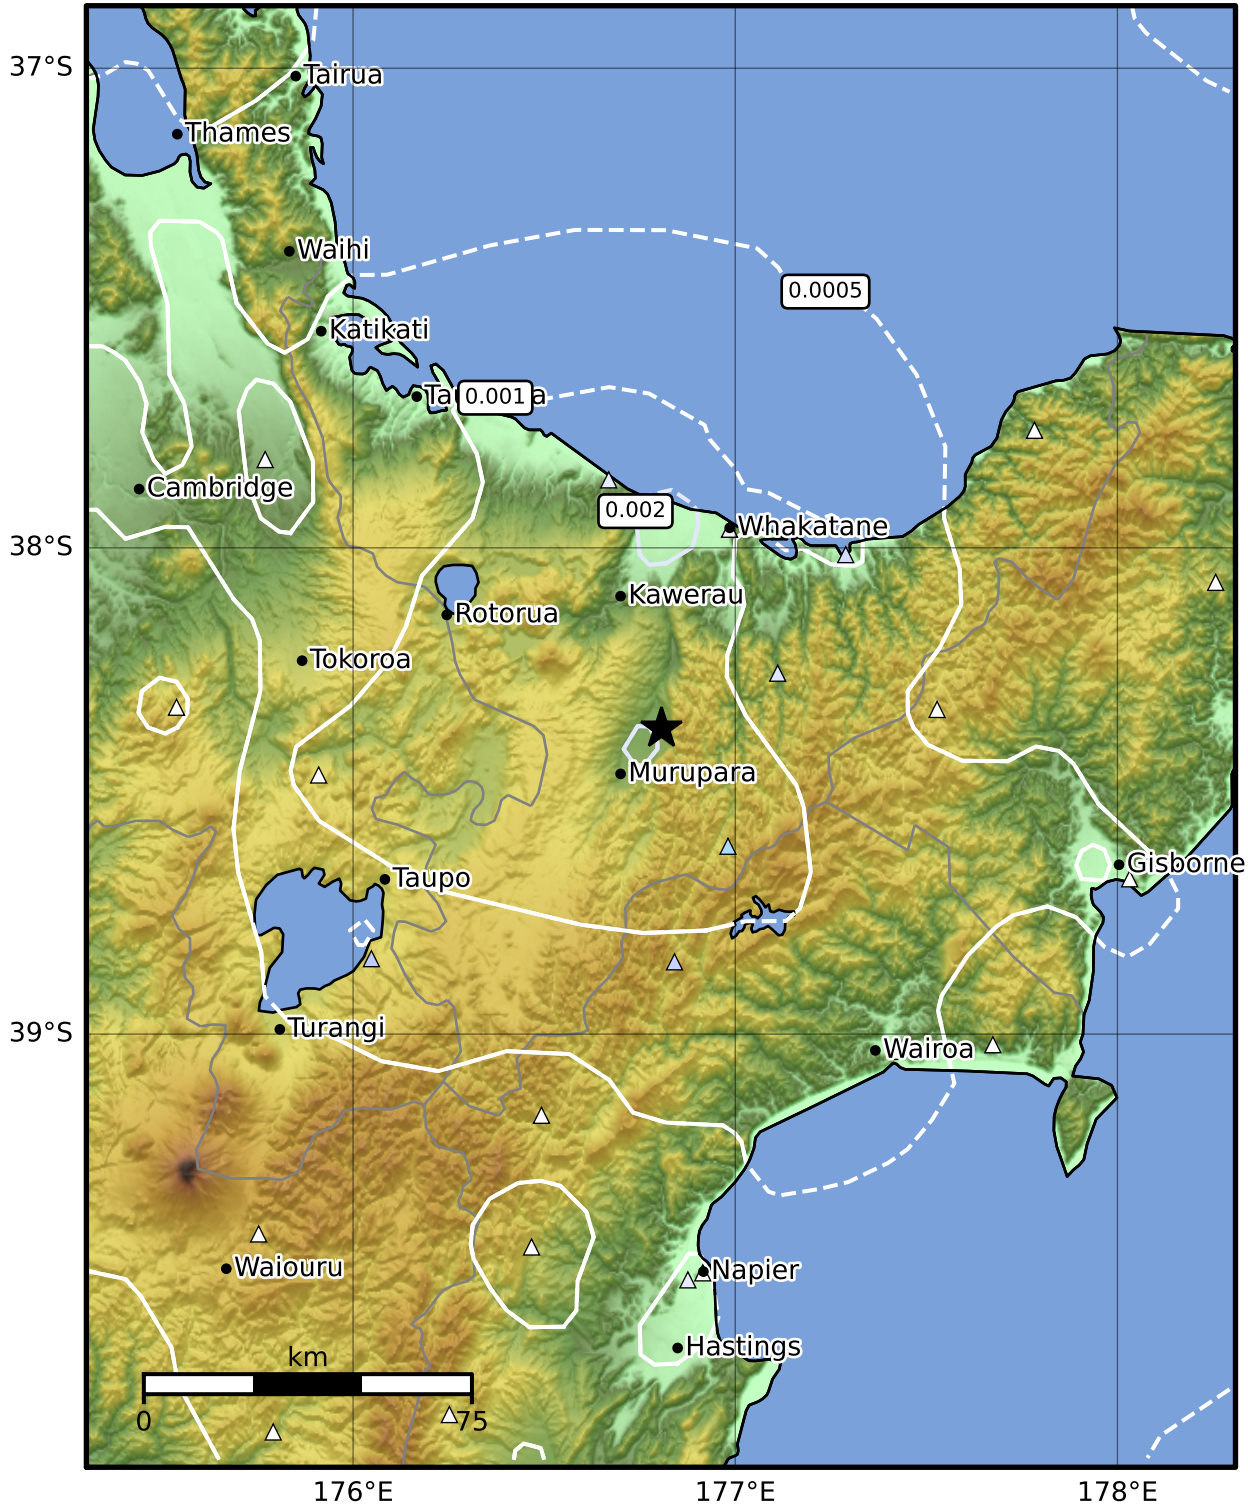 37°S
Tairua
Thames
Waihi
0.0005
Katikati
0.001
Cambridge
0.002
Whakatane
38°S
Kawerau
Rotorua
Tokoroa
Murupara
Taupo
Gisborne
Turangi
39°S
Wairoa
Waiouru
Napier
Hastings
km
0
75
176°E
177°E
178°E